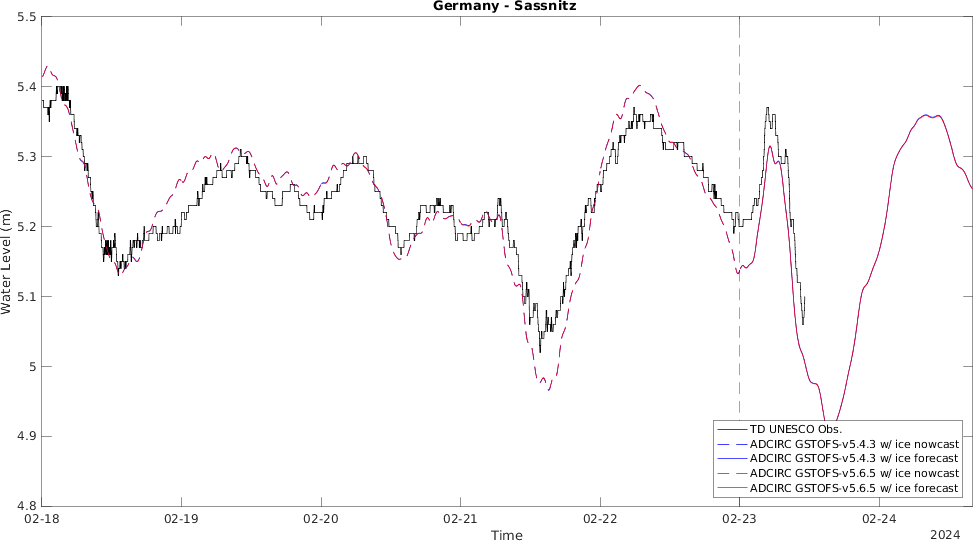 Germany - Sassnitz
5.5
5.4
5.3
5.2
5.1
5
4.9
4.8
Water Level (m)
TD UNESCO Obs.
ADCIRC GSTOFS-v5.4.3 w/ ice nowcast
ADCIRC GSTOFS-v5.4.3 w/ ice forecast
ADCIRC GSTOFS-v5.6.5 w/ ice nowcast
ADCIRC GSTOFS-v5.6.5 w/ ice forecast
02-18 02-19 02-20 02-21 02-22 02-23 02-24
Time
2024